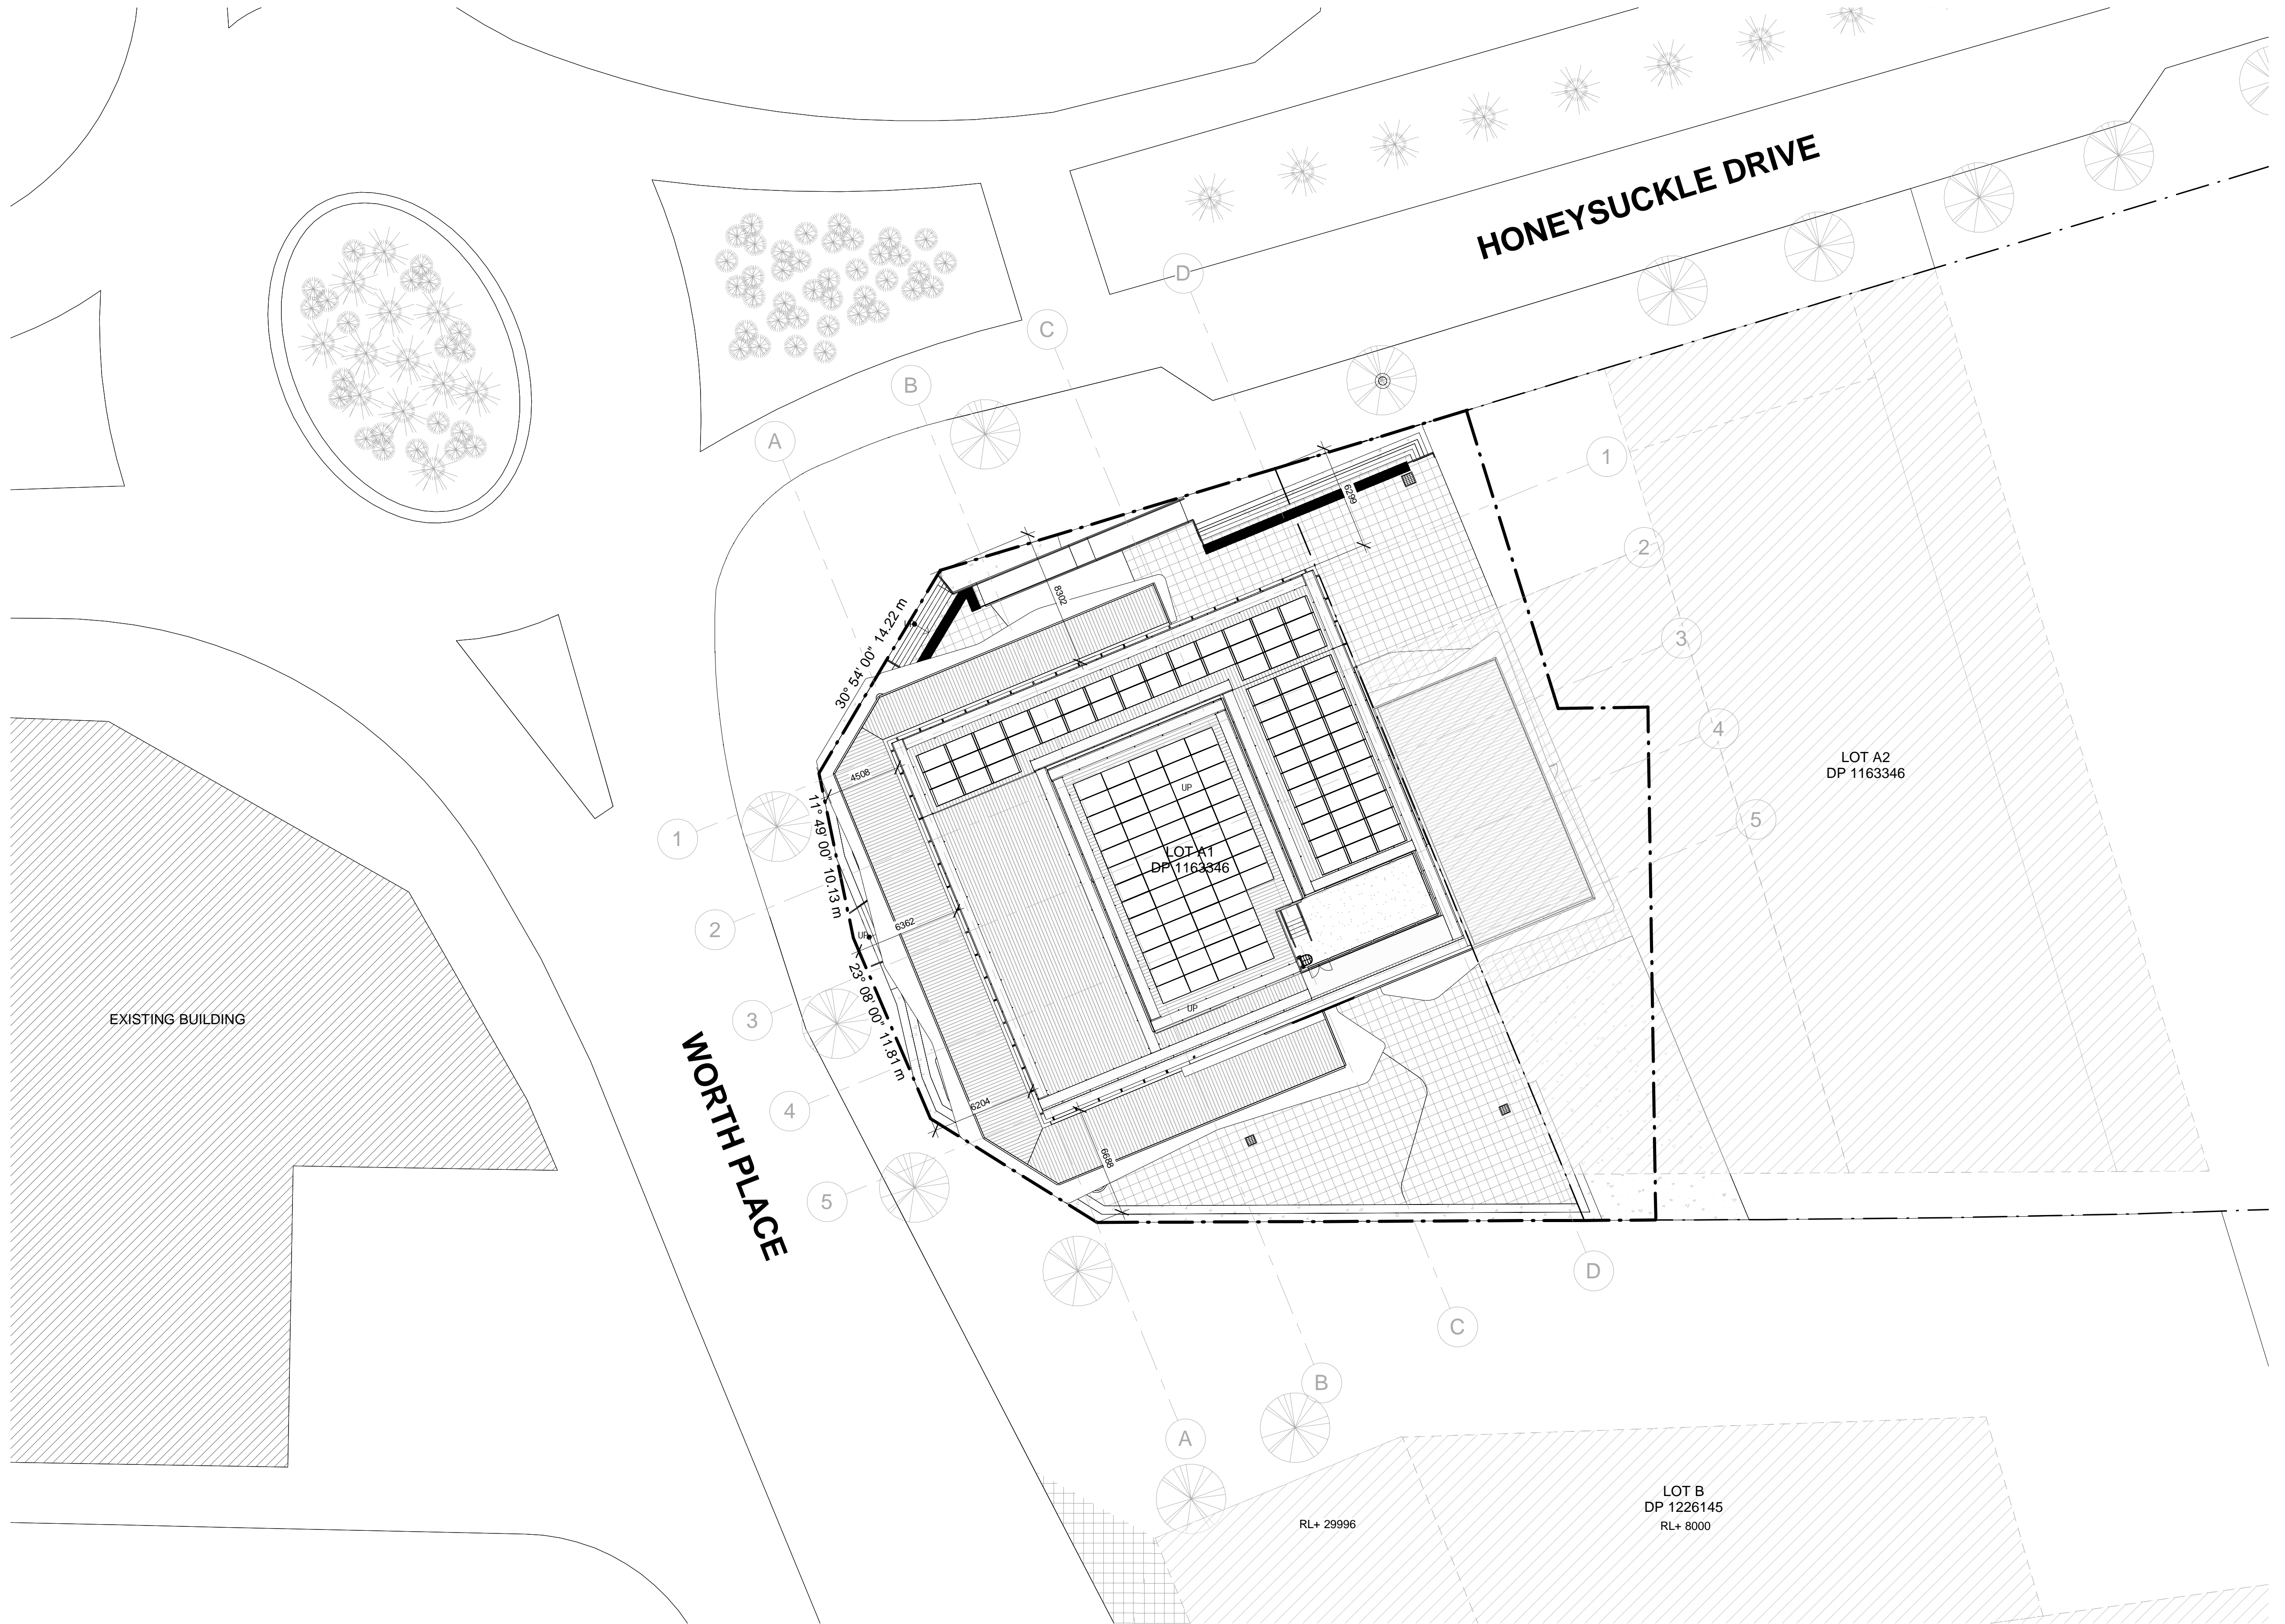 HONEYSUCKLE DRIVE
D
C
B
A
1
2
3
4
5
6299
8302
30° 54' 00" 14.22 m
4508
11° 49' 00" 10.13 m
6362
UP
23° 08' 00" 11.81 m
6204
6688
UP
LOT A1
DP 1163346
UP
LOT A2
DP 1163346
1
2
3
4
5
EXISTING BUILDING
WORTH PLACE
D
C
B
A
LOT B
DP 1226145
RL+ 8000
RL+ 29996